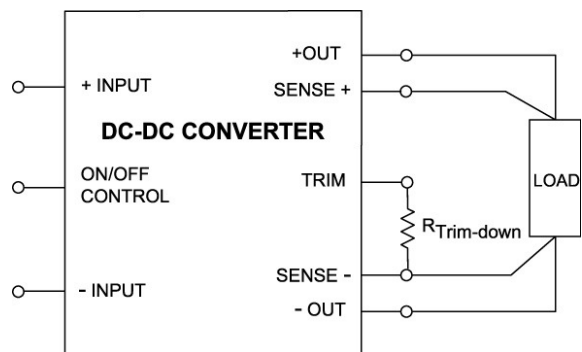 +OUT
+ INPUT
SENSE +
DC-DC CONVERTER
ON/OFF
CONTROL
TRIM
LOAD
RTrim-down
SENSE -
- INPUT
- OUT